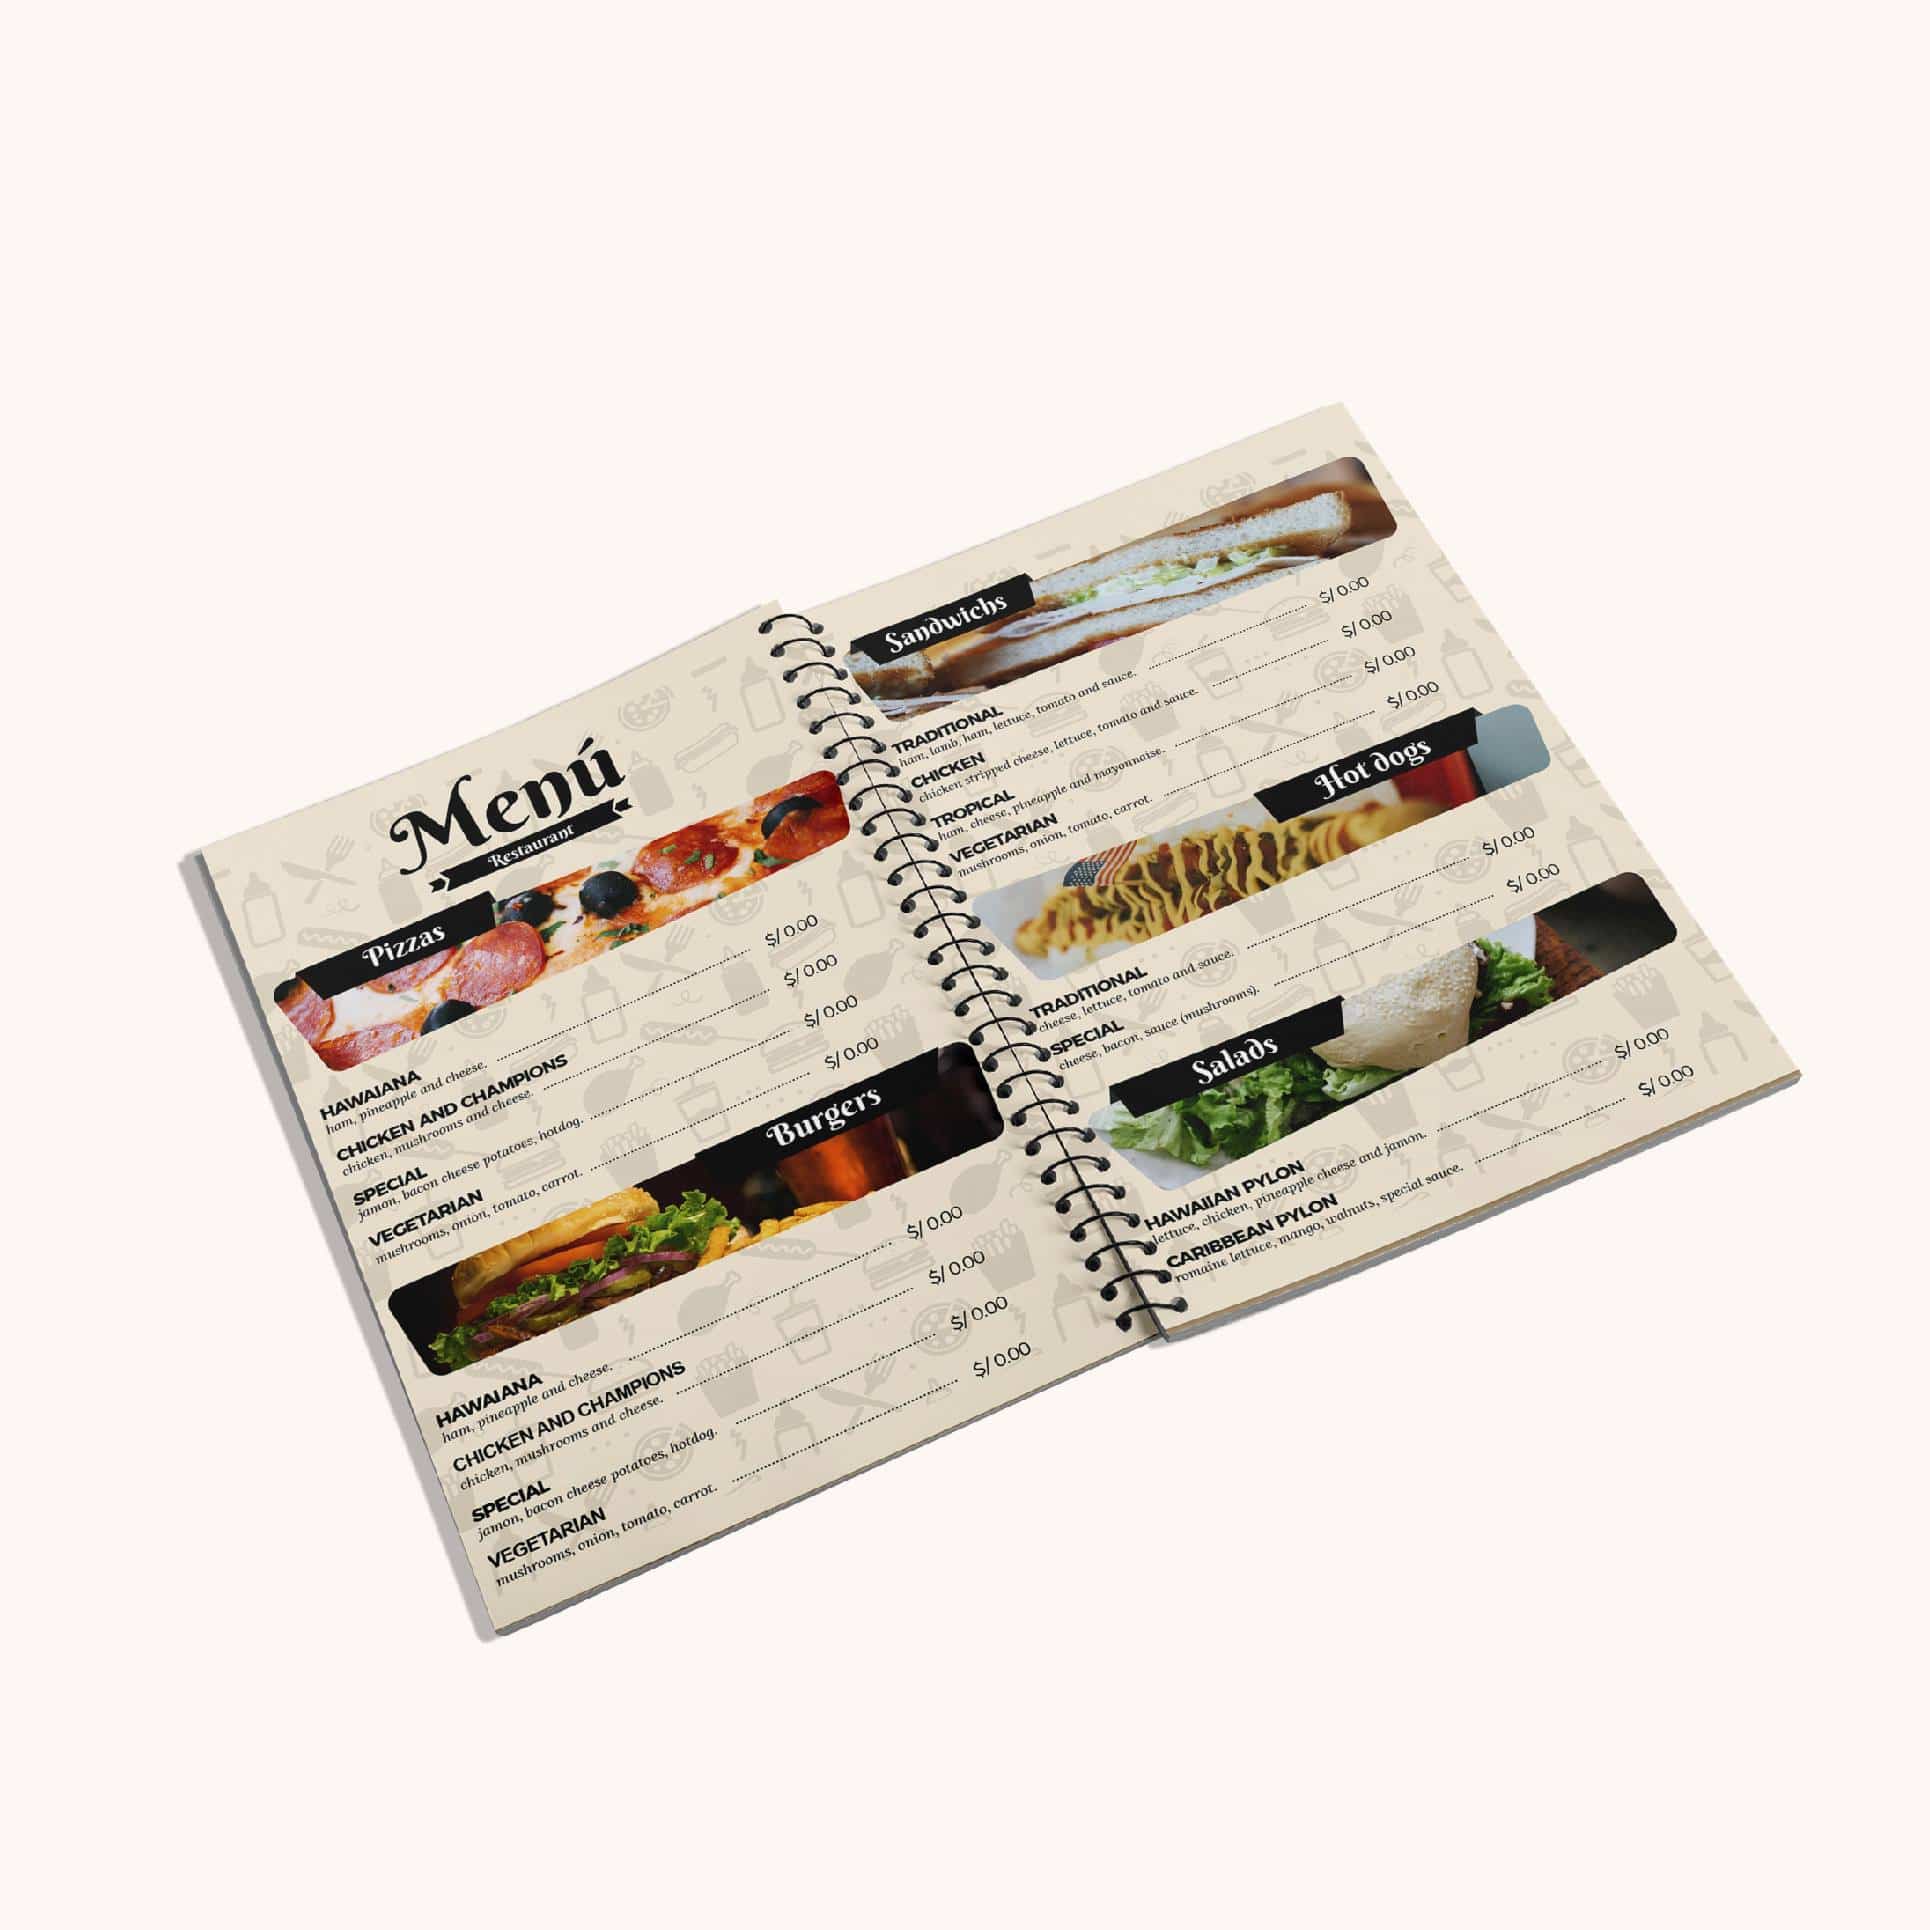 Menú
Restaurant
Pizzas
HAWAIANA
ham, pineapple and cheese. S/ 0.00
CHICKEN AND CHAMPIONS
chicken, mushrooms and cheese. S/ 0.00
SPECIAL
jamon, bacon cheese potatoes, hotdog. S/ 0.00
VEGETARIAN
mushrooms, onion, tomato, carrot. S/ 0.00
Burgers
HAWAIANA
ham, pineapple and cheese. S/ 0.00
CHICKEN AND CHAMPIONS
chicken, mushrooms and cheese. S/ 0.00
SPECIAL
jamon, bacon cheese potatoes, hotdog. S/ 0.00
VEGETARIAN
mushrooms, onion, tomato, carrot. S/ 0.00
Sandwichs
TRADITIONAL
ham, lamb, ham, lettuce, tomato and sauce. S/ 0.00
CHICKEN
chicken stripped cheese, lettuce, tomato and sauce. S/ 0.00
TROPICAL
ham, cheese, pineapple and mayonnaise. S/ 0.00
VEGETARIAN
mushrooms, onion, tomato, carrot. S/ 0.00
Hot dogs
TRADITIONAL
cheese, lettuce, tomato and sauce. S/ 0.00
SPECIAL
cheese, bacon, sauce (mushrooms). S/ 0.00
Salads
HAWAIIAN PYLON
lettuce, chicken, pineapple cheese and jamon. S/ 0.00
CARIBBEAN PYLON
romaine lettuce, mango, walnuts, special sauce. S/ 0.00